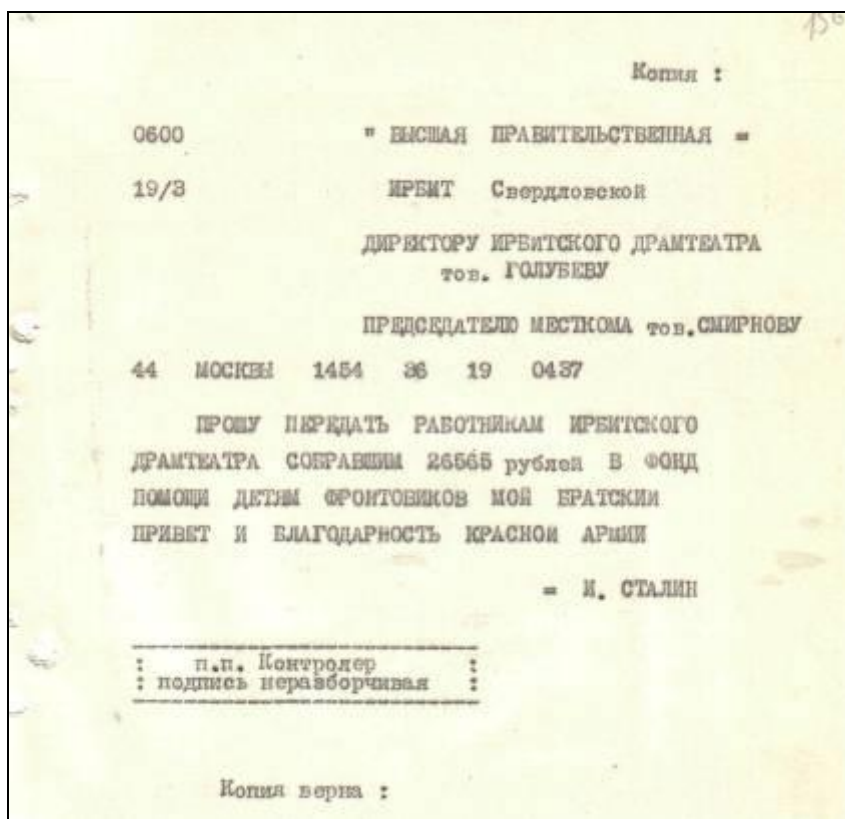 Копия :
0600 " ВЫСШАЯ ПРАВИТЕЛЬСТВЕННАЯ =
19/3 ИРБИТ Свердловской
ДИРЕКТОРУ ИРБИТСКОГО ДРАМТЕАТРА
тов. ГОЛУБЕВУ
ПРЕДСЕДАТЕЛЮ МЕСТКОМА тов.СМИРНОВУ
44 МОСКВЫ 1454 36 19 0437
ПРОШУ ПЕРЕДАТЬ РАБОТНИКАМ ИРБИТСКОГО
ДРАМТЕАТРА СОБРАВШИМ 26565 рублей В ФОНД
ПОМОЩИ ДЕТЯМ ФРОНТОВИКОВ МОЙ БРАТСКИЙ
ПРИВЕТ И БЛАГОДАРНОСТЬ КРАСНОЙ АРМИИ
= И. СТАЛИН
: п.п. Контролер :
: подпись неразборчивая :
Копия верна :